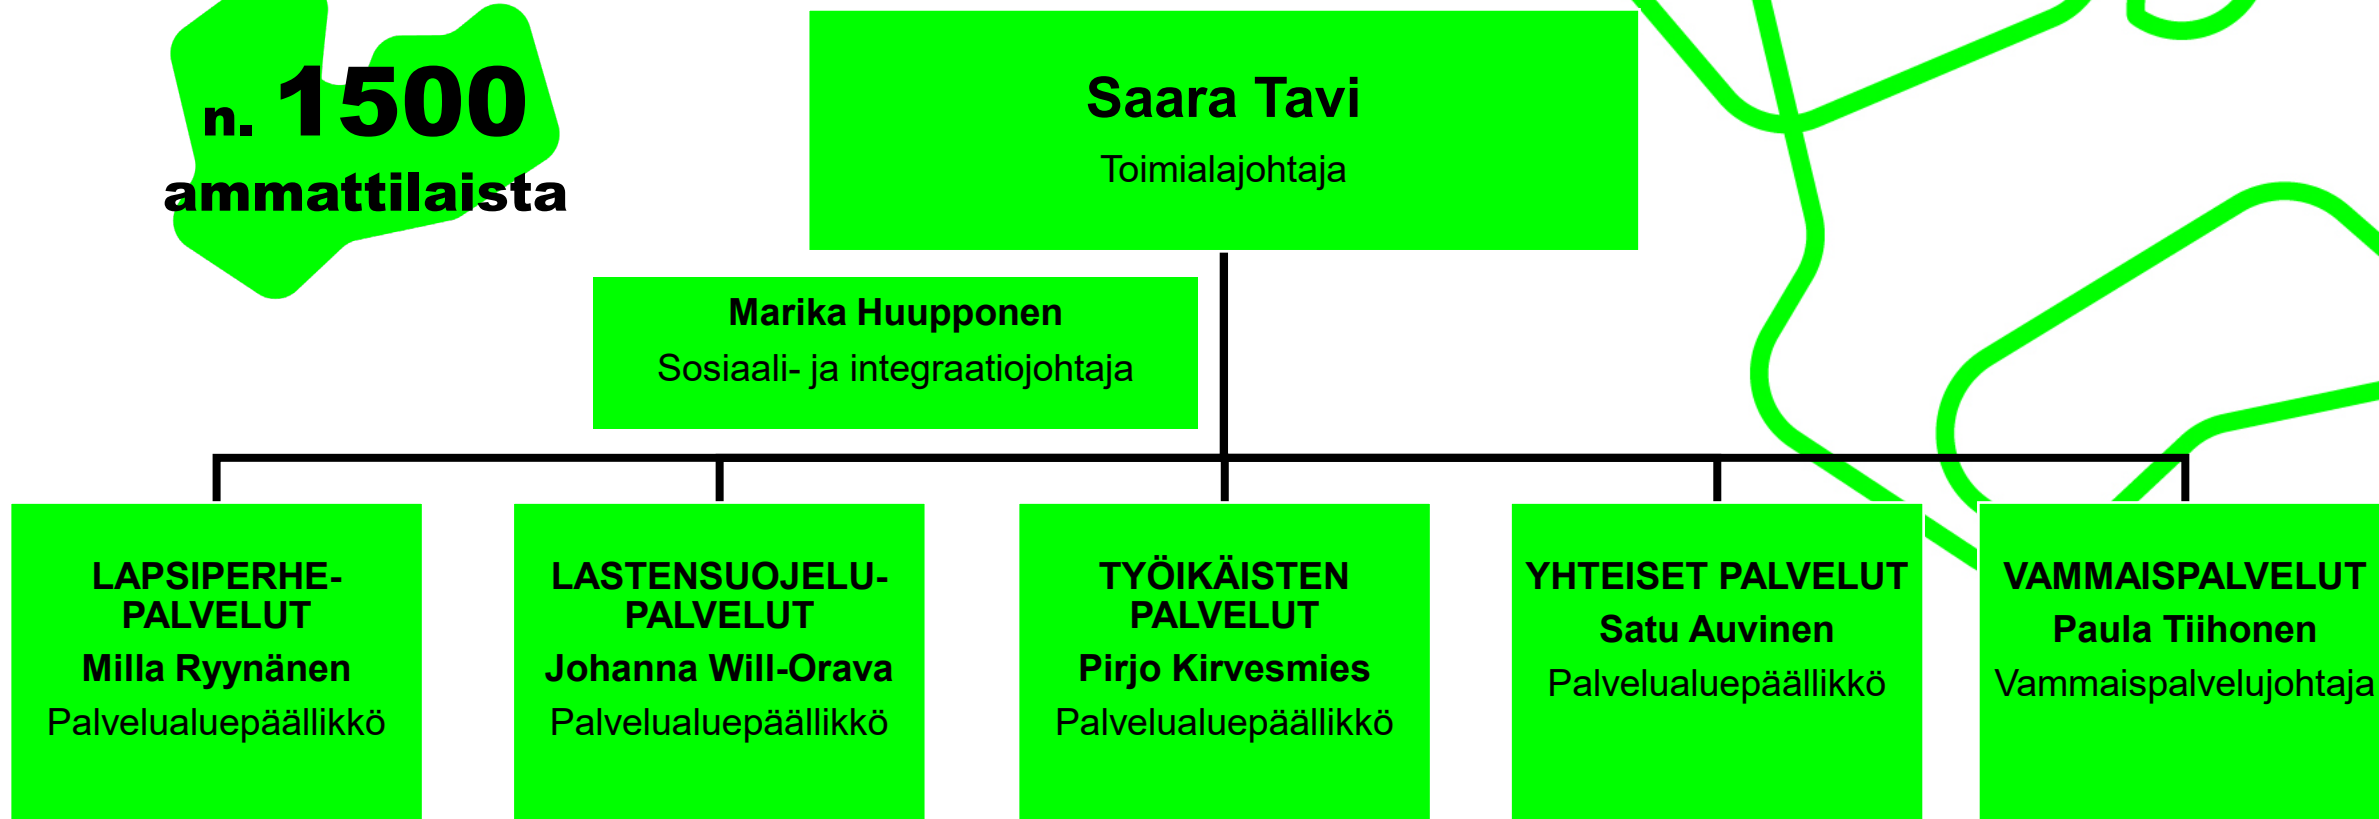 n. 1500
ammattilaista
Saara Tavi
Toimialajohtaja
Marika Huupponen
Sosiaali- ja integraatiojohtaja
LAPSIPERHE-
PALVELUT
Milla Ryynänen
Palvelualuepäällikkö
LASTENSUOJELU-
PALVELUT
Johanna Will-Orava
Palvelualuepäällikkö
TYÖIKÄISTEN
PALVELUT
Pirjo Kirvesmies
Palvelualuepäällikkö
YHTEISET PALVELUT
Satu Auvinen
Palvelualuepäällikkö
VAMMAISPALVELUT
Paula Tiihonen
Vammaispalvelujohtaja